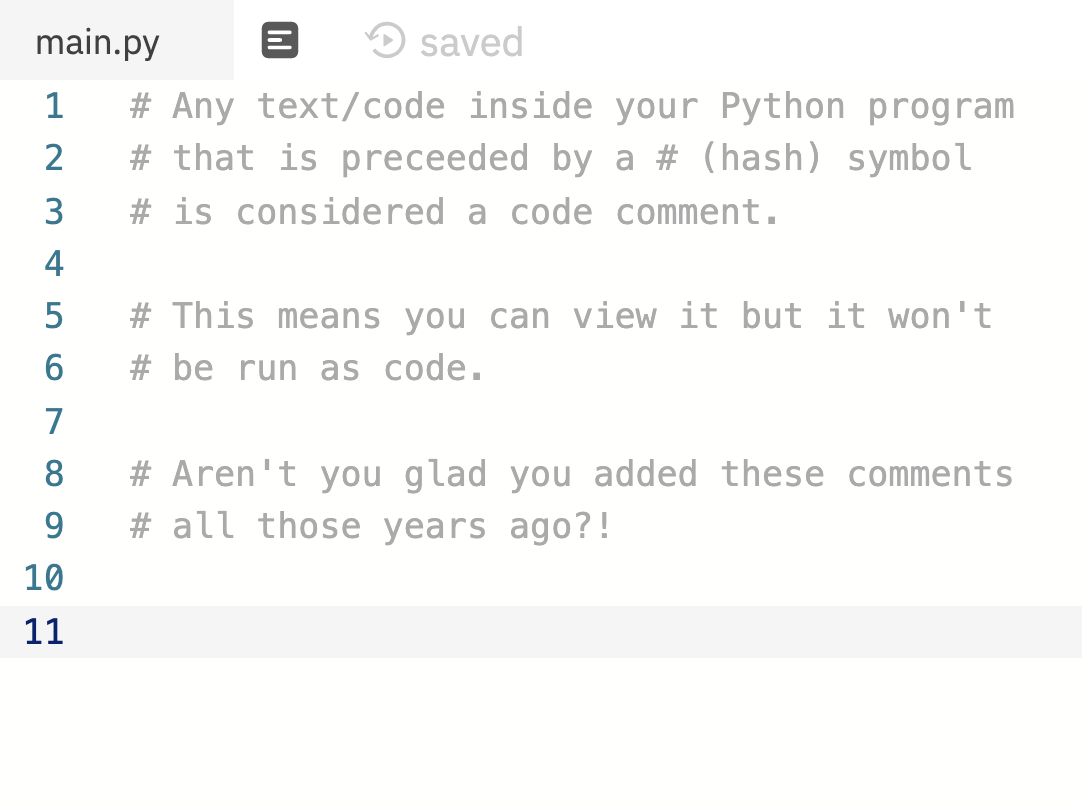 main.py saved
1 # Any text/code inside your Python program
2 # that is preceeded by a # (hash) symbol
3 # is considered a code comment.
4
5 # This means you can view it but it won't
6 # be run as code.
7
8 # Aren't you glad you added these comments
9 # all those years ago?!
10
11